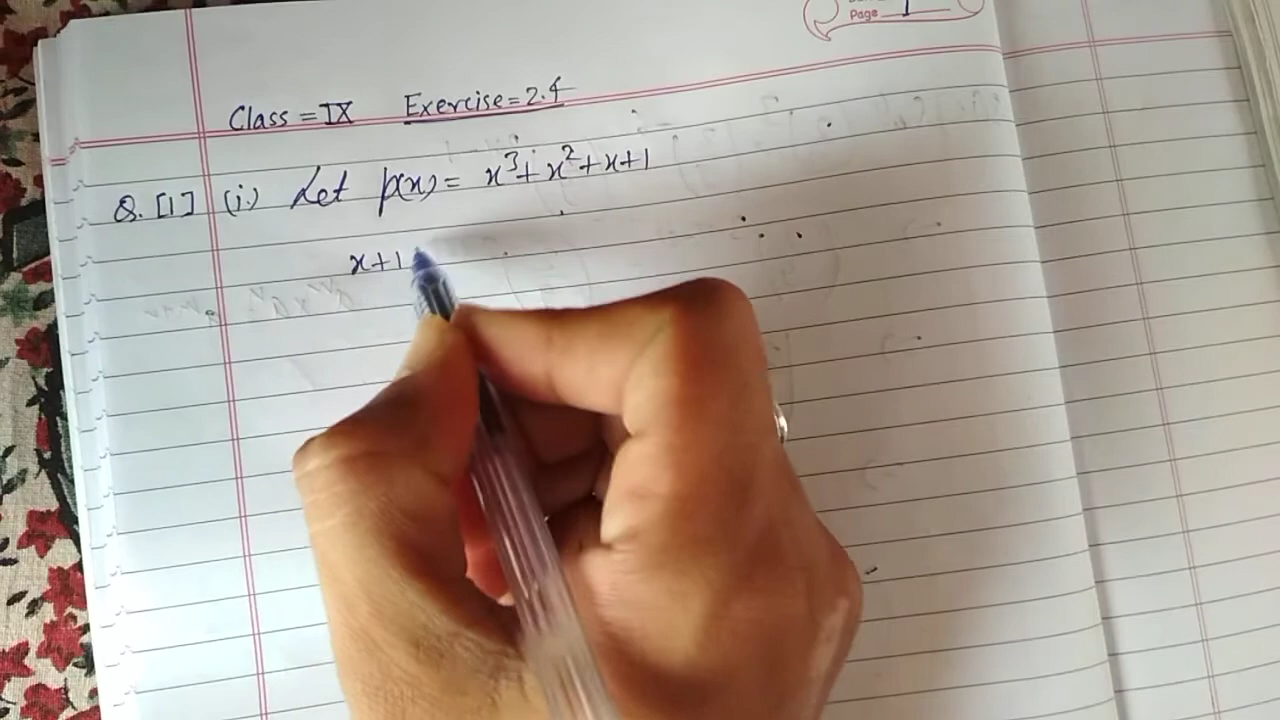 Page 1
Class = IX Exercise = 2.4
Q. [1] (i) Let p(x) = x³ + x² + x + 1
x + 1